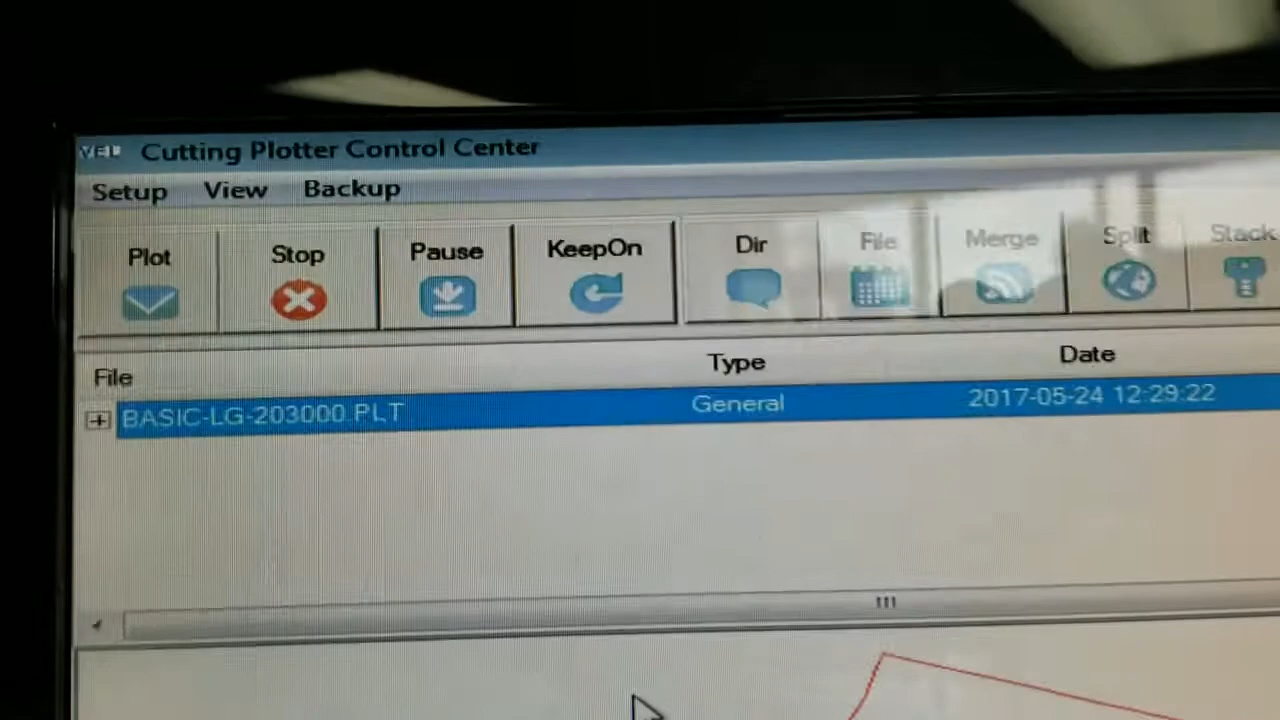 Cutting Plotter Control Center
Setup View Backup
Plot Stop Pause KeepOn Dir File Merge Split Stack
File Type Date
BASIC-LG-203000.PLT General 2017-05-24 12:29:22